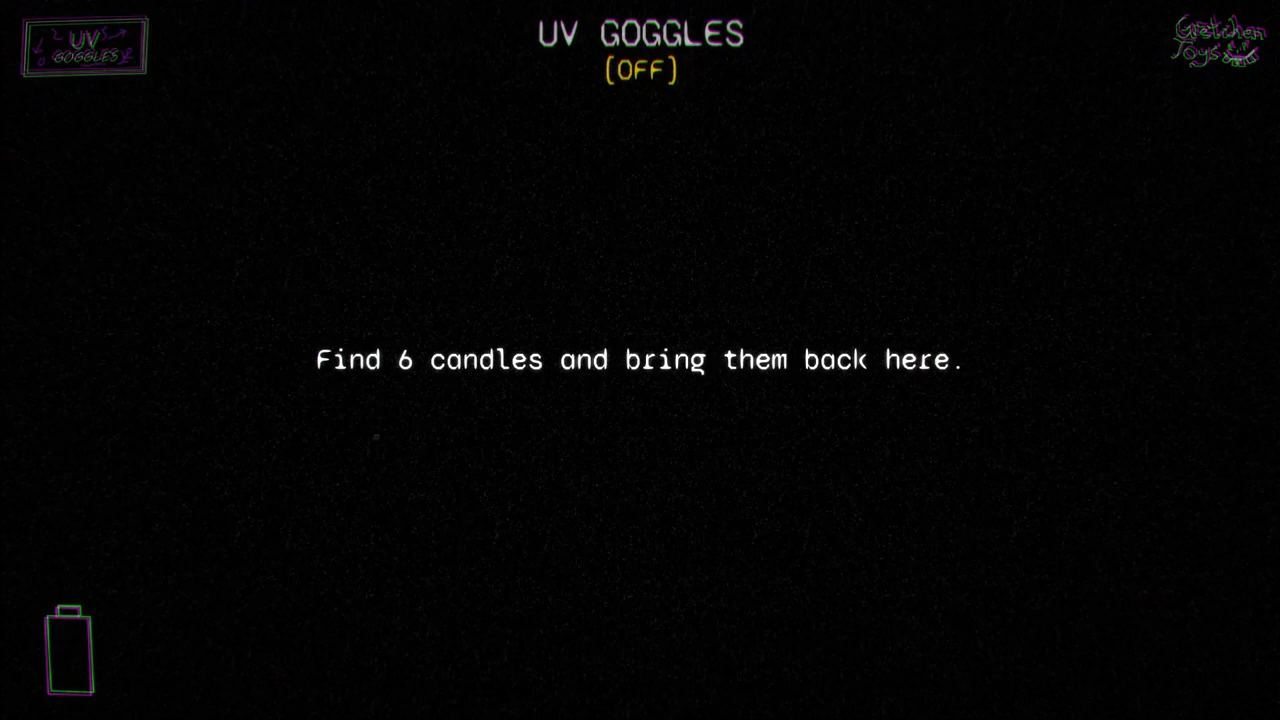 UV GOGGLES
UV GOGGLES
(OFF)
Gretchen Toys
Find 6 candles and bring them back here.